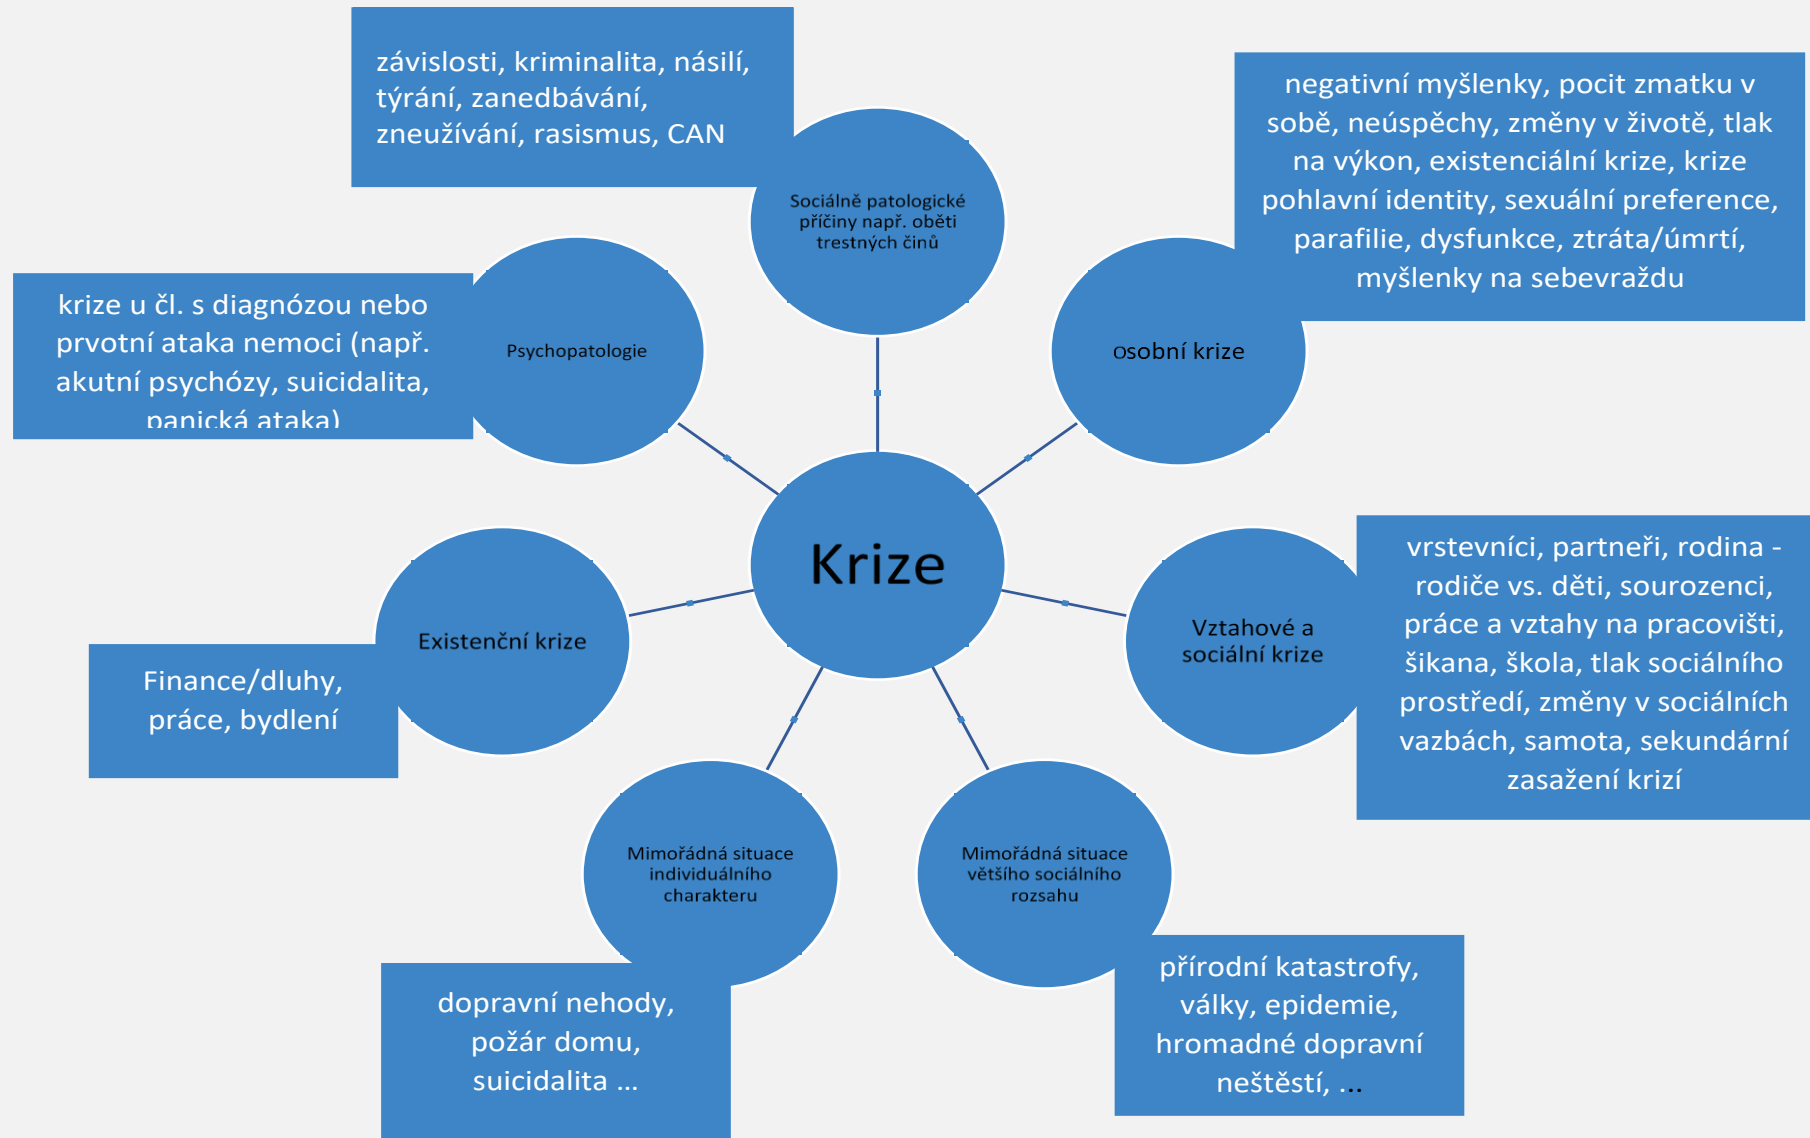 závislosti, kriminalita, násilí,
týrání, zanedbávání,
zneužívání, rasismus, CAN
Sociálně patologické
příčiny např. oběti
trestných činů
negativní myšlenky, pocit zmatku v
sobě, neúspěchy, změny v životě, tlak
na výkon, existenciální krize, krize
pohlavní identity, sexuální preference,
parafilie, dysfunkce, ztráta/úmrtí,
myšlenky na sebevraždu
Osobní krize
krize u čl. s diagnózou nebo
prvotní ataka nemoci (např.
akutní psychózy, suicidalita,
panická ataka)
Psychopatologie
Krize
vrstevníci, partneři, rodina -
rodiče vs. děti, sourozenci,
práce a vztahy na pracovišti,
šikana, škola, tlak sociálního
prostředí, změny v sociálních
vazbách, samota, sekundární
zasažení krizí
Vztahové a
sociální krize
Existenční krize
Finance/dluhy,
práce, bydlení
Mimořádná situace
individuálního
charakteru
dopravní nehody,
požár domu,
suicidalita ...
Mimořádná situace
většího sociálního
rozsahu
přírodní katastrofy,
války, epidemie,
hromadné dopravní
neštěstí, ...